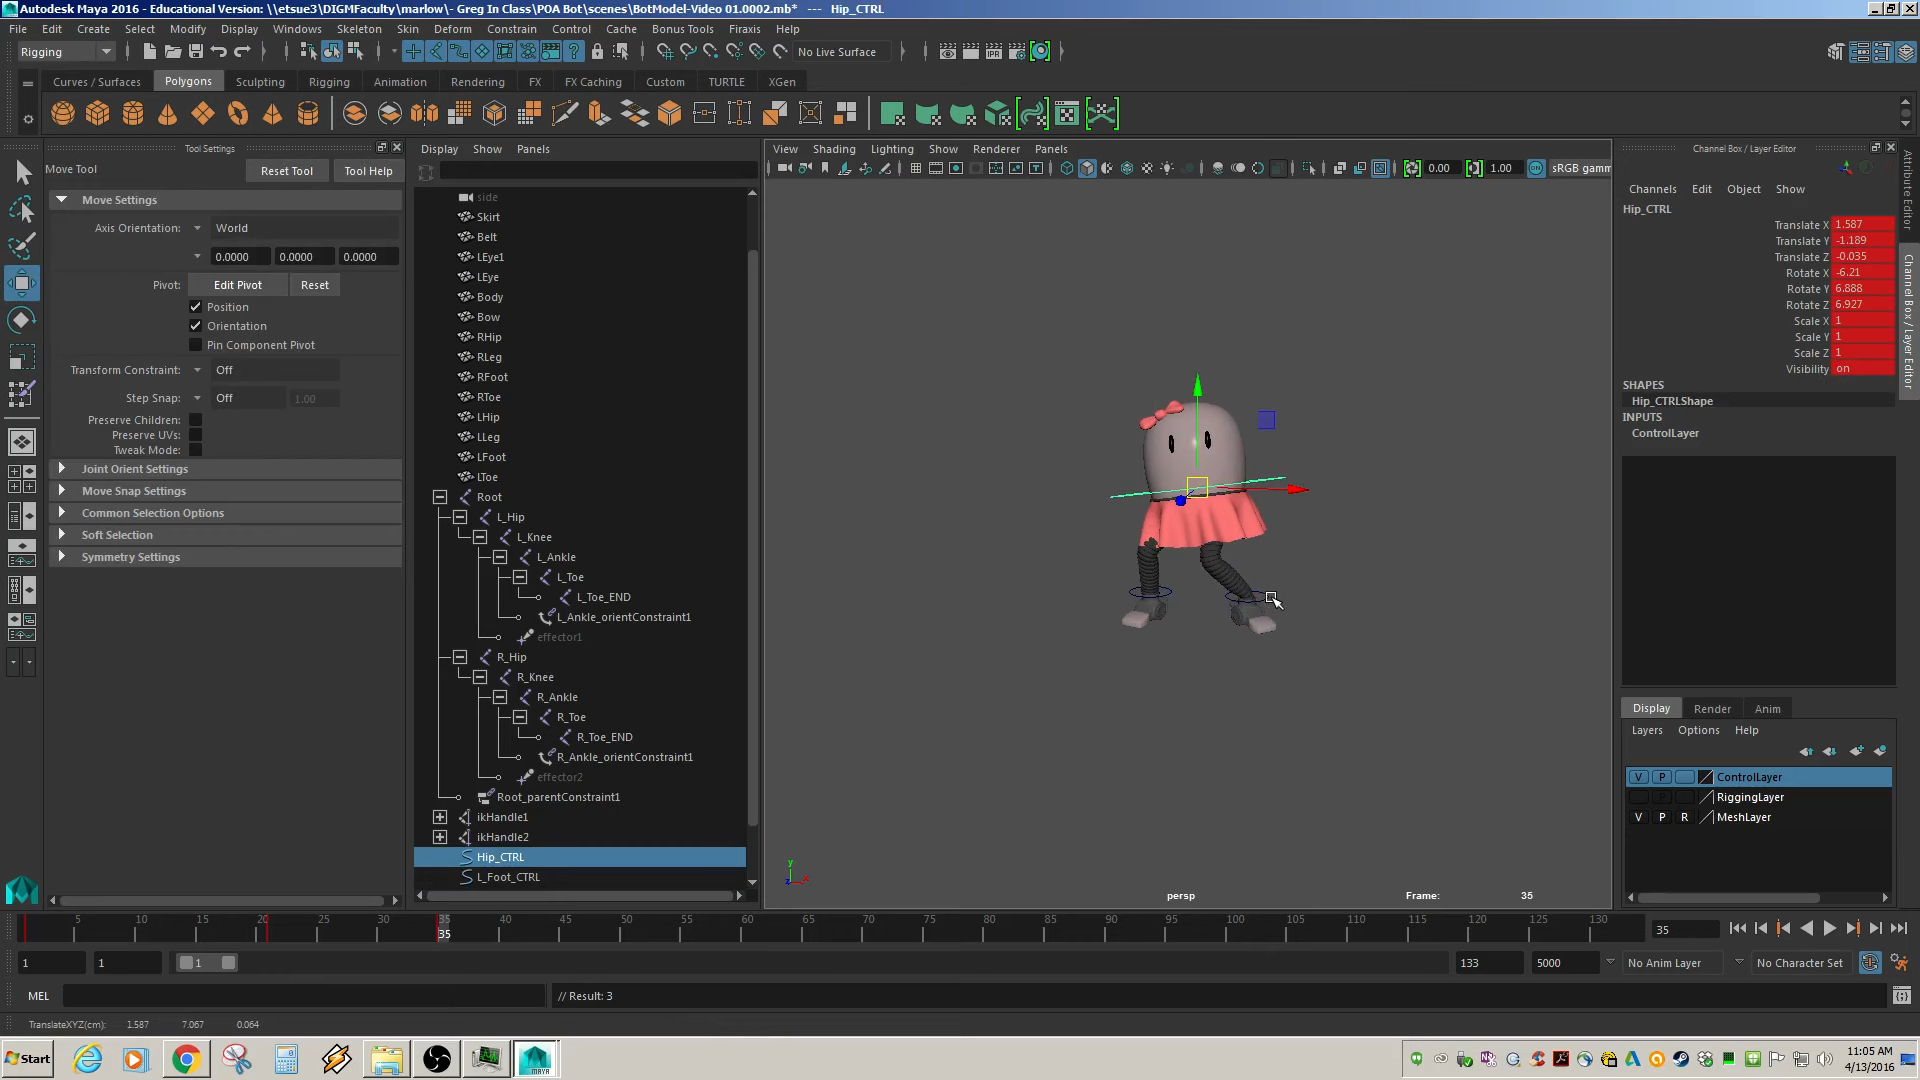 Autodesk Maya 2016 - Educational Version: \\etsue3\DIGMFaculty\marlow\- Greg In Class\POA Bot\scenes\BotModel-Video 01.0002.mb*   ---   Hip_CTRL
File Edit Create Select Modify Display Windows Skeleton Skin Deform Constrain Control Cache Bonus Tools Firaxis Help
Rigging No Live Surface
Curves / Surfaces Polygons Sculpting Rigging Animation Rendering FX FX Caching Custom TURTLE XGen
Tool Settings
Move Tool Reset Tool Tool Help
Move Settings
Axis Orientation: World
0.0000 0.0000 0.0000
Pivot: Edit Pivot Reset
Position
Orientation
Pin Component Pivot
Transform Constraint: Off
Step Snap: Off 1.00
Preserve Children:
Preserve UVs:
Tweak Mode:
Joint Orient Settings
Move Snap Settings
Common Selection Options
Soft Selection
Symmetry Settings
Display Show Panels
side
Skirt
Belt
LEye1
LEye
Body
Bow
RHip
RLeg
RFoot
RToe
LHip
LLeg
LFoot
LToe
Root
L_Hip
L_Knee
L_Ankle
L_Toe
L_Toe_END
L_Ankle_orientConstraint1
effector1
R_Hip
R_Knee
R_Ankle
R_Toe
R_Toe_END
R_Ankle_orientConstraint1
effector2
Root_parentConstraint1
ikHandle1
ikHandle2
Hip_CTRL
L_Foot_CTRL
View Shading Lighting Show Renderer Panels
0.00 1.00 sRGB gamm
persp
Frame: 35
y
x
z
Channel Box / Layer Editor
Channels Edit Object Show
Hip_CTRL
Translate X 1.587
Translate Y -1.189
Translate Z -0.035
Rotate X -6.21
Rotate Y 6.888
Rotate Z 6.927
Scale X 1
Scale Y 1
Scale Z 1
Visibility on
SHAPES
Hip_CTRLShape
INPUTS
ControlLayer
Attribute Editor
Channel Box / Layer Editor
Display Render Anim
Layers Options Help
V P ControlLayer
P RiggingLayer
V P R MeshLayer
5 10 15 20 25 30 35 40 45 50 55 60 65 70 75 80 85 90 95 100 105 110 115 120 125 130
35
35
1 1 1 133 5000 No Anim Layer No Character Set
MEL // Result: 3
TranslateXYZ(cm): 1.587 7.067 0.064
Start MAYA
11:05 AM
4/13/2016